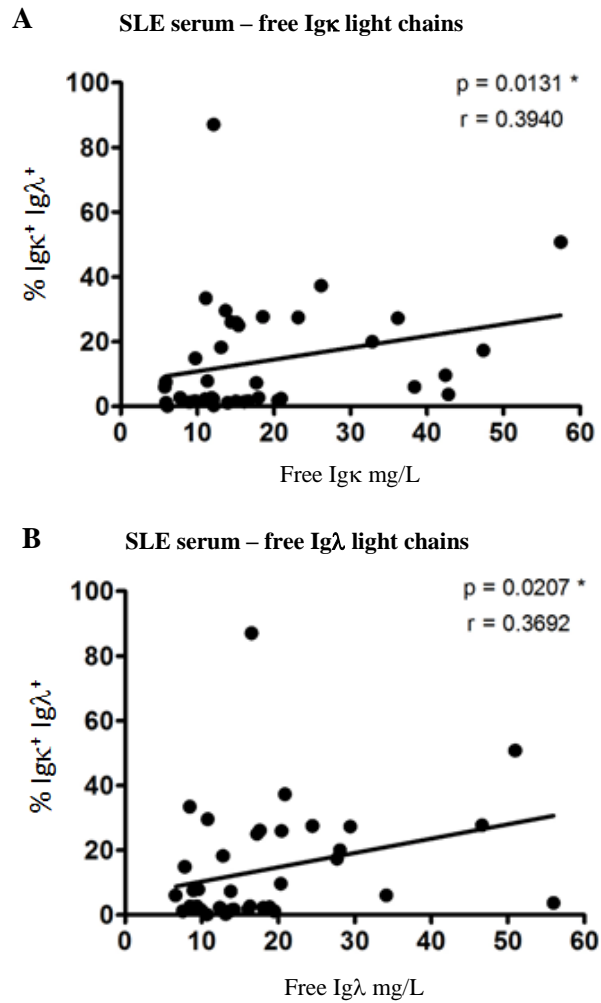 A
SLE serum – free Igκ light chains
p = 0.0131 *
r = 0.3940
% Igκ⁺ Igλ⁺
100
80
60
40
20
0
0 10 20 30 40 50 60
Free Igκ mg/L
B
SLE serum – free Igλ light chains
p = 0.0207 *
r = 0.3692
% Igκ⁺ Igλ⁺
100
80
60
40
20
0
0 10 20 30 40 50 60
Free Igλ mg/L